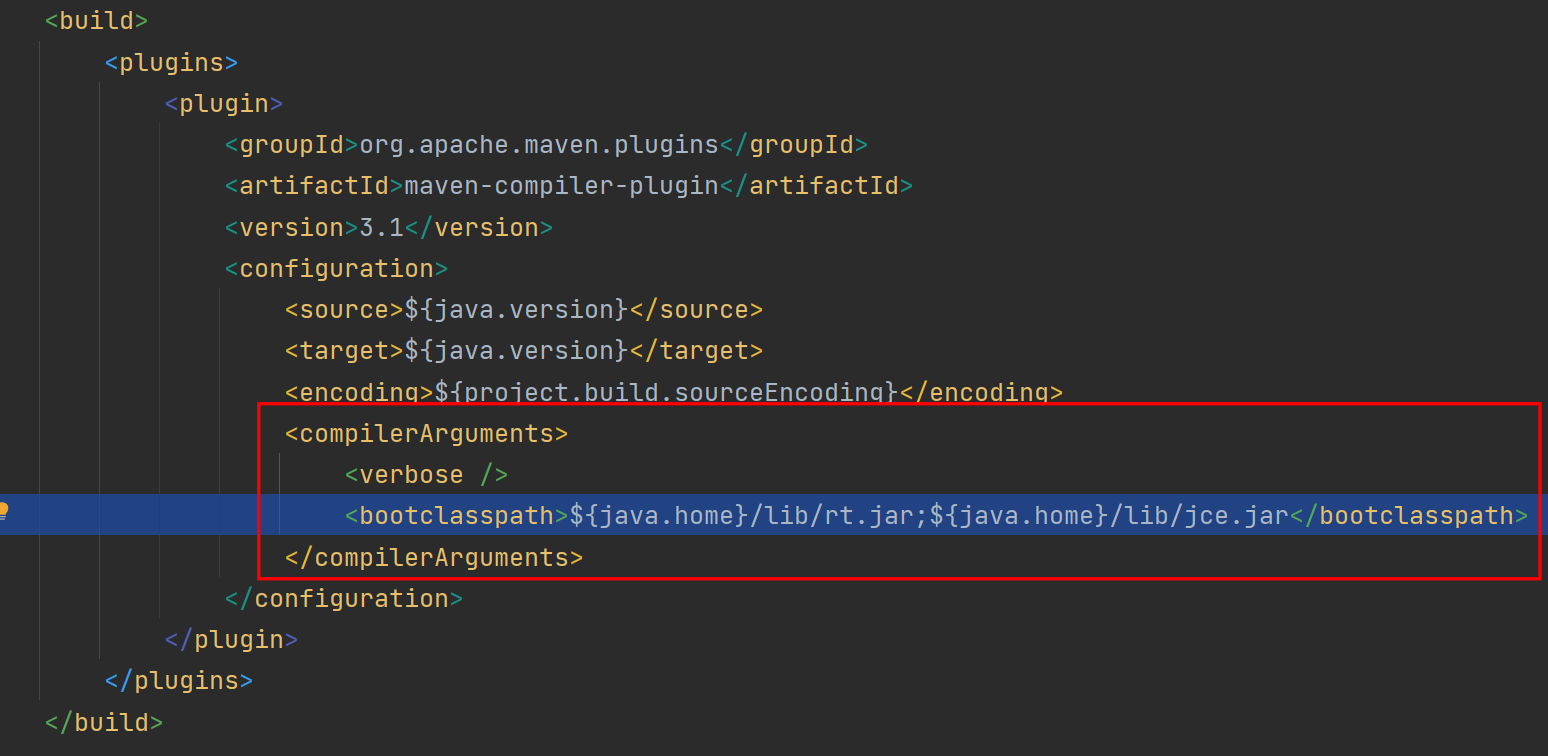 <build>
<plugins>
<plugin>
<groupId>org.apache.maven.plugins</groupId>
<artifactId>maven-compiler-plugin</artifactId>
<version>3.1</version>
<configuration>
<source>${java.version}</source>
<target>${java.version}</target>
<encoding>${project.build.sourceEncoding}</encoding>
<compilerArguments>
<verbose />
<bootclasspath>${java.home}/lib/rt.jar;${java.home}/lib/jce.jar</bootclasspath>
</compilerArguments>
</configuration>
</plugin>
</plugins>
</build>